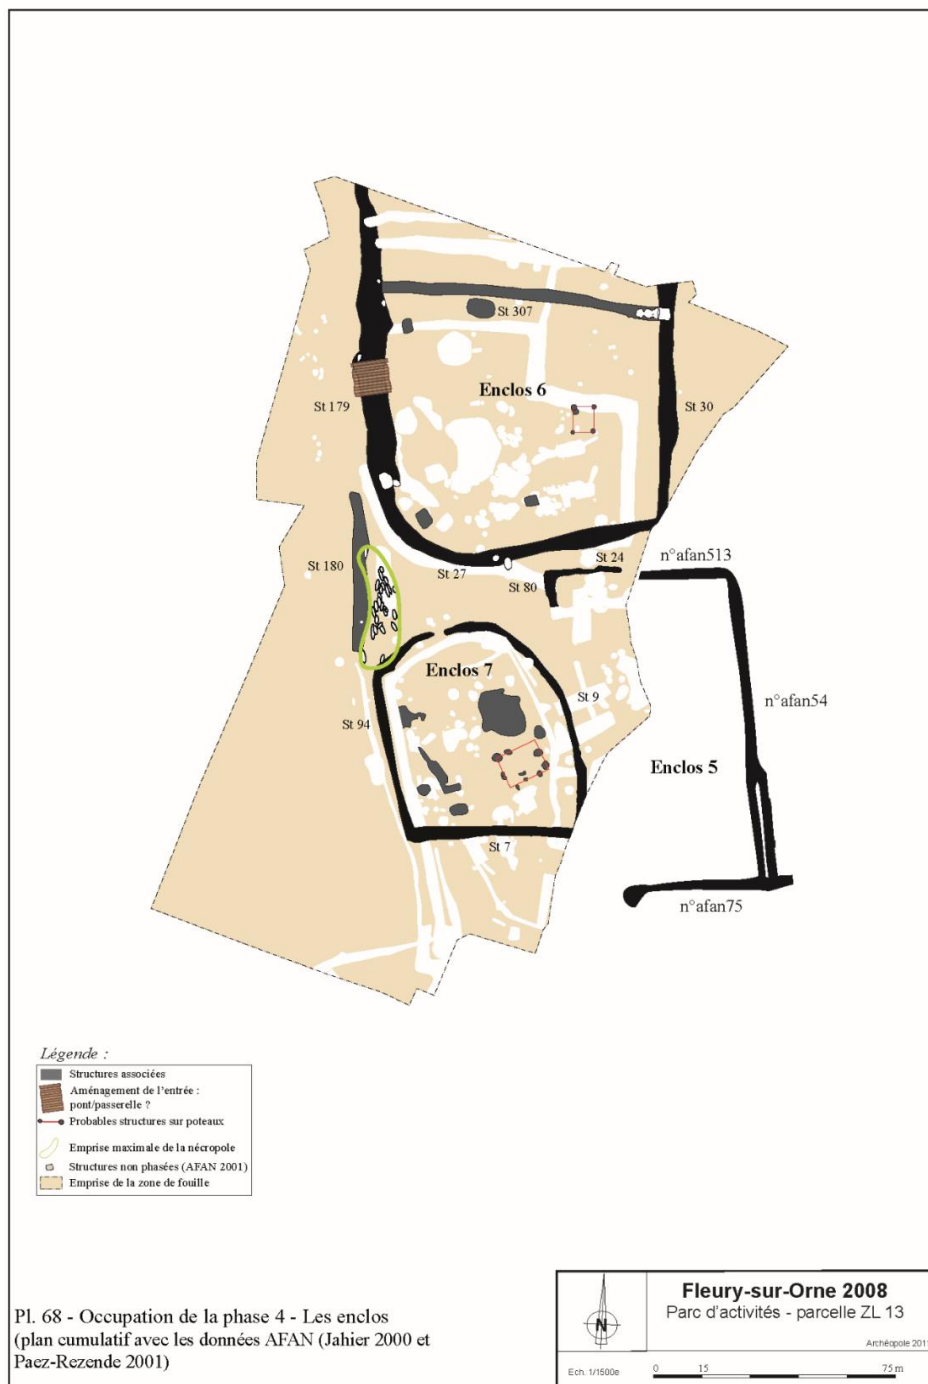 St 307
Enclos 6
St 179
St 30
n°afan513
St 24
St 180
St 27
St 80
Enclos 7
St 9
n°afan54
St 94
Enclos 5
St 7
n°afan75
Légende :
Structures associées
Aménagement de l'entrée :
pont/passerelle ?
Probables structures sur poteaux
Emprise maximale de la nécropole
Structures non phasées (AFAN 2001)
Emprise de la zone de fouille
Pl. 68 - Occupation de la phase 4 - Les enclos
(plan cumulatif avec les données AFAN (Jahier 2000 et
Paez-Rezende 2001)
N
Fleury-sur-Orne 2008
Parc d'activités - parcelle ZL 13
Ech. 1/1500e
0 15 75 m